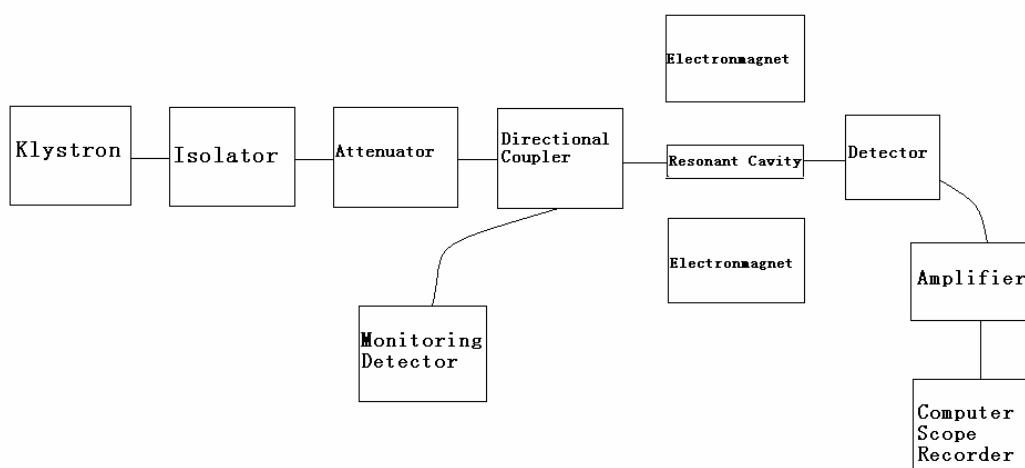 Electronmagnet
Klystron
Isolator
Attenuator
Directional
Coupler
Resonant Cavity
Detector
Electronmagnet
Amplifier
Monitoring
Detector
Computer
Scope
Recorder